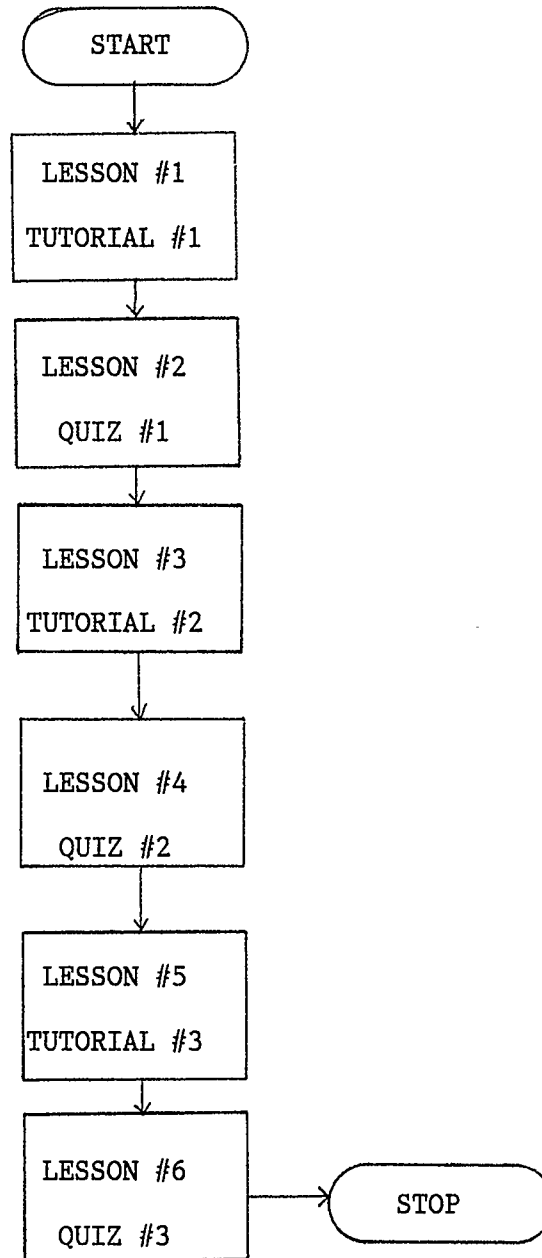 START
LESSON #1
TUTORIAL #1
LESSON #2
QUIZ #1
LESSON #3
TUTORIAL #2
LESSON #4
QUIZ #2
LESSON #5
TUTORIAL #3
LESSON #6
QUIZ #3
STOP